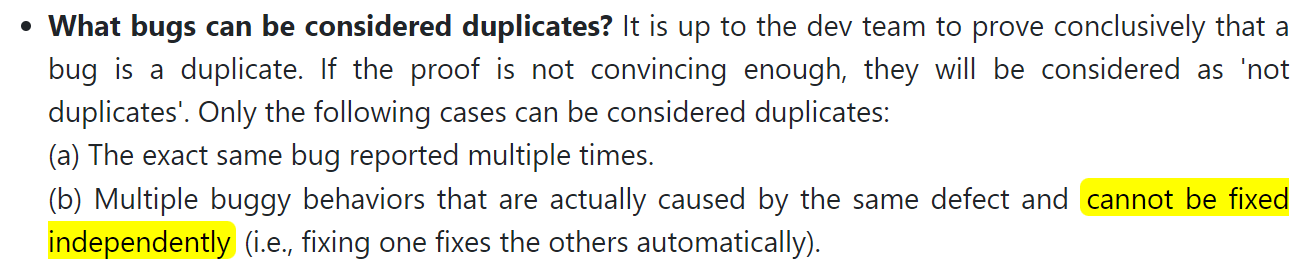 • What bugs can be considered duplicates? It is up to the dev team to prove conclusively that a
bug is a duplicate. If the proof is not convincing enough, they will be considered as 'not
duplicates'. Only the following cases can be considered duplicates:
(a) The exact same bug reported multiple times.
(b) Multiple buggy behaviors that are actually caused by the same defect and cannot be fixed
independently (i.e., fixing one fixes the others automatically).